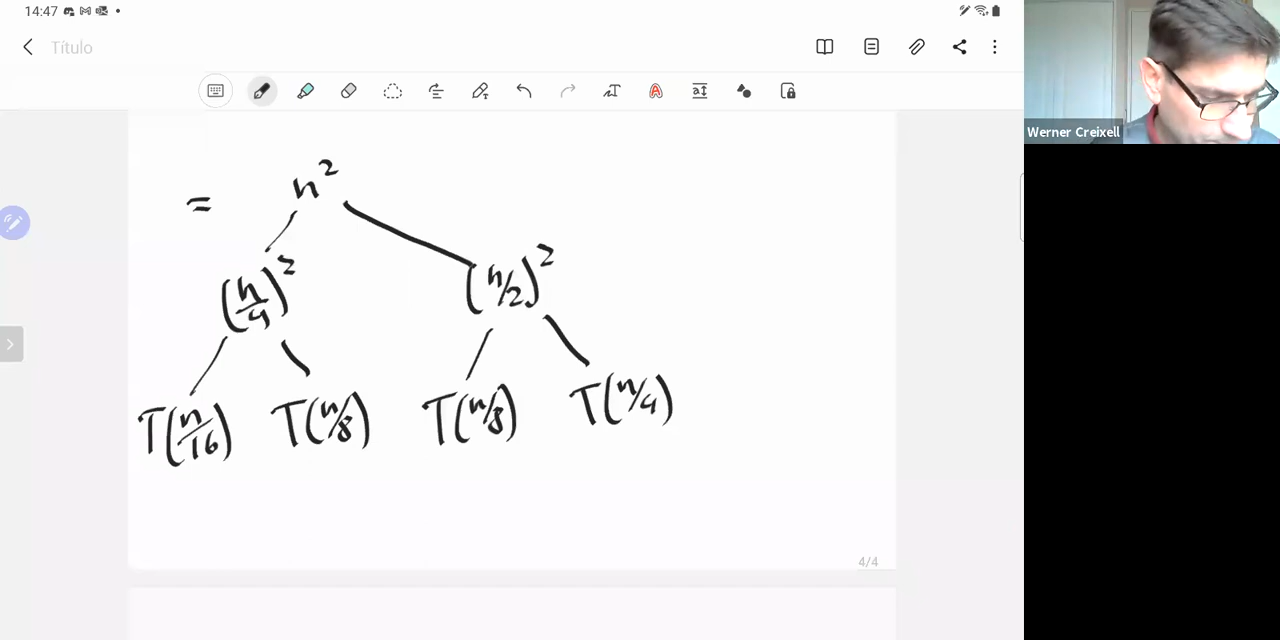 14:47
Título
Werner Creixell
= n²
(n/4)² (n/2)²
T(n/16) T(n/8) T(n/8) T(n/4)
4/4